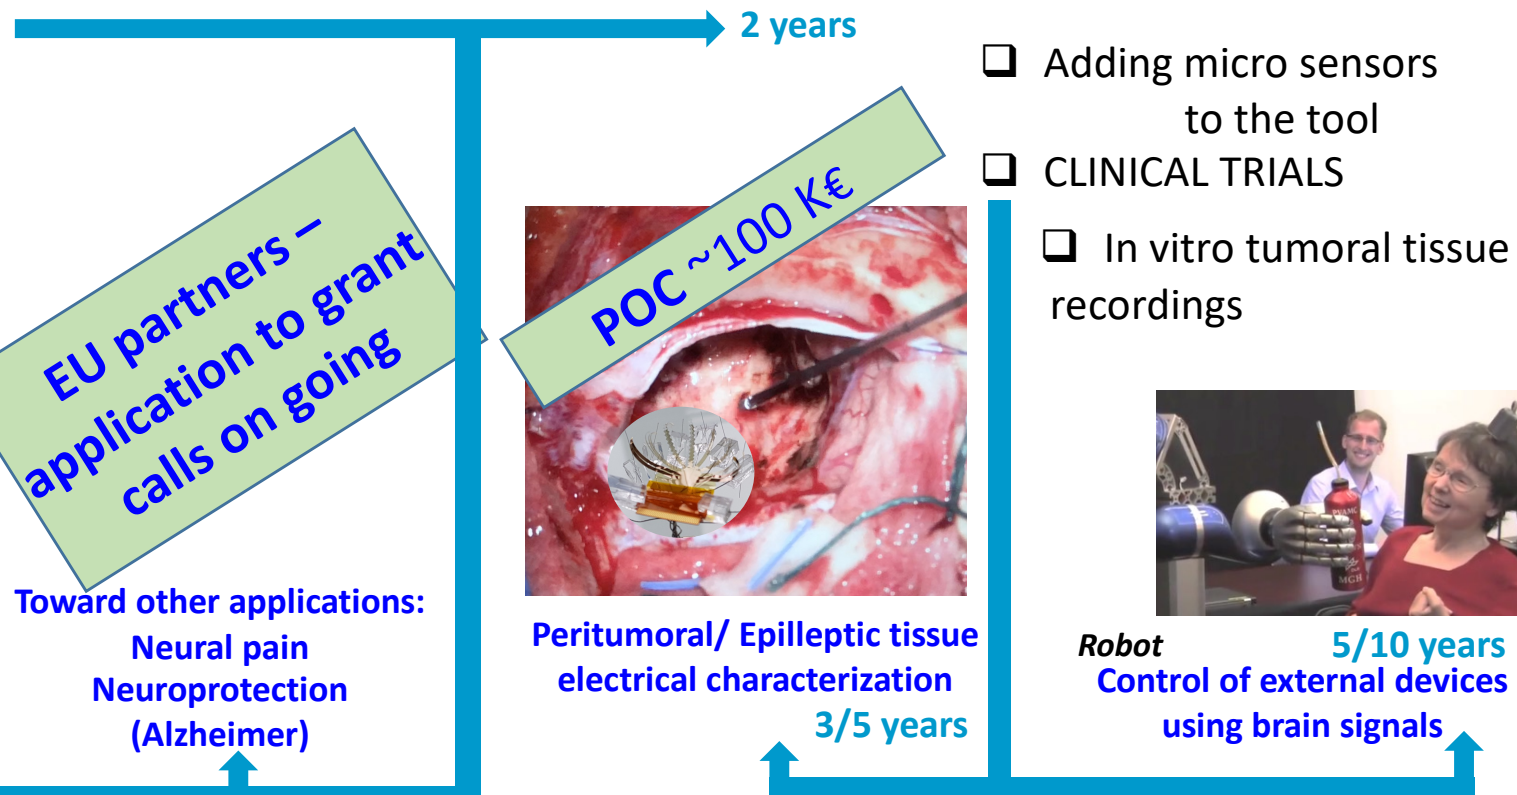 2 years
❑ Adding micro sensors
to the tool
❑ CLINICAL TRIALS
❑ In vitro tumoral tissue
recordings
EU partners –
application to grant
calls on going
POC ~100 K€
Toward other applications:
Neural pain
Neuroprotection
(Alzheimer)
Peritumoral/ Epilleptic tissue
electrical characterization
3/5 years
PVAMC
MGH
Robot
5/10 years
Control of external devices
using brain signals